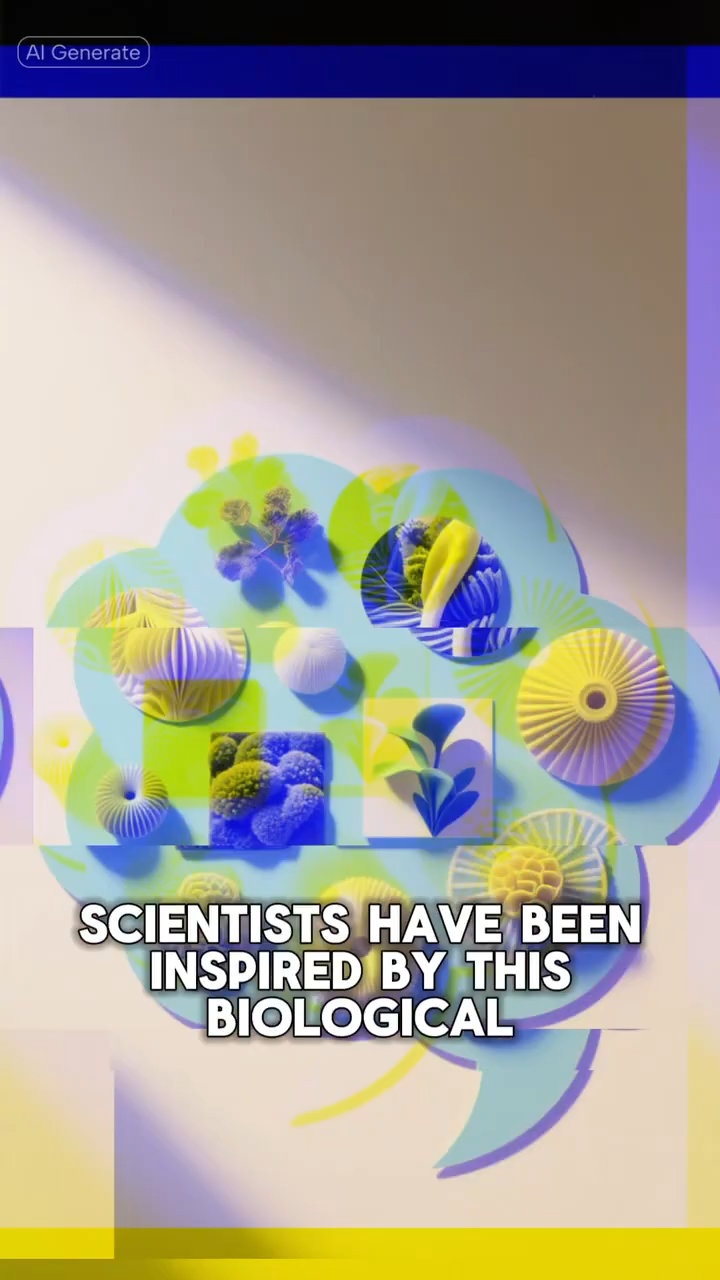 AI Generate
SCIENTISTS HAVE BEEN
INSPIRED BY THIS
BIOLOGICAL